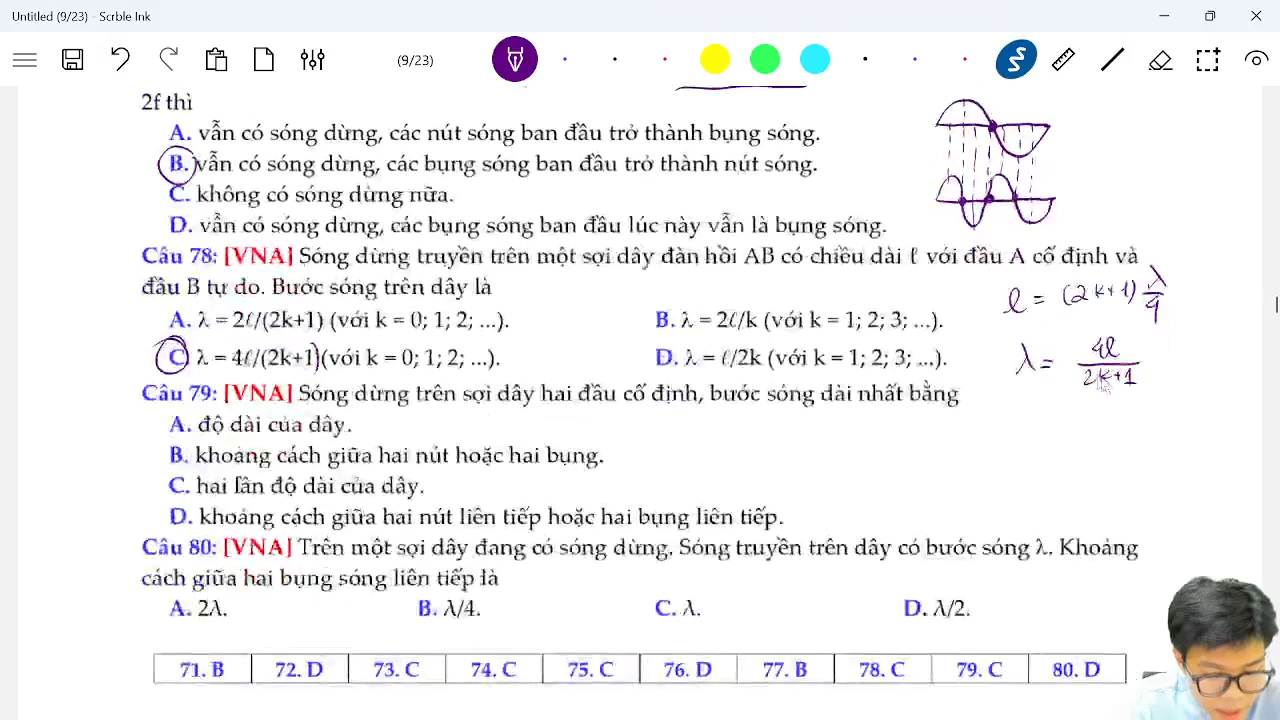 Untitled (9/23) - Scrble Ink
(9/23)
2f thì
A. vẫn có sóng dừng, các nút sóng ban đầu trở thành bụng sóng.
B. vẫn có sóng dừng, các bụng sóng ban đầu trở thành nút sóng.
C. không có sóng dừng nữa.
D. vẫn có sóng dừng, các bụng sóng ban đầu lúc này vẫn là bụng sóng.
Câu 78: [VNA] Sóng dừng truyền trên một sợi dây đàn hồi AB có chiều dài ℓ với đầu A cố định và
đầu B tự do. Bước sóng trên dây là
ℓ = (2k+1) λ/4
A. λ = 2ℓ/(2k+1) (với k = 0; 1; 2; ...). B. λ = 2ℓ/k (với k = 1; 2; 3; ...).
C. λ = 4ℓ/(2k+1) (với k = 0; 1; 2; ...). D. λ = ℓ/2k (với k = 1; 2; 3; ...).
λ = 4ℓ/2k+1
Câu 79: [VNA] Sóng dừng trên sợi dây hai đầu cố định, bước sóng dài nhất bằng
A. độ dài của dây.
B. khoảng cách giữa hai nút hoặc hai bụng.
C. hai lần độ dài của dây.
D. khoảng cách giữa hai nút liên tiếp hoặc hai bụng liên tiếp.
Câu 80: [VNA] Trên một sợi dây đang có sóng dừng. Sóng truyền trên dây có bước sóng λ. Khoảng
cách giữa hai bụng sóng liên tiếp là
A. 2λ. B. λ/4. C. λ. D. λ/2.
71. B 72. D 73. C 74. C 75. C 76. D 77. B 78. C 79. C 80. D